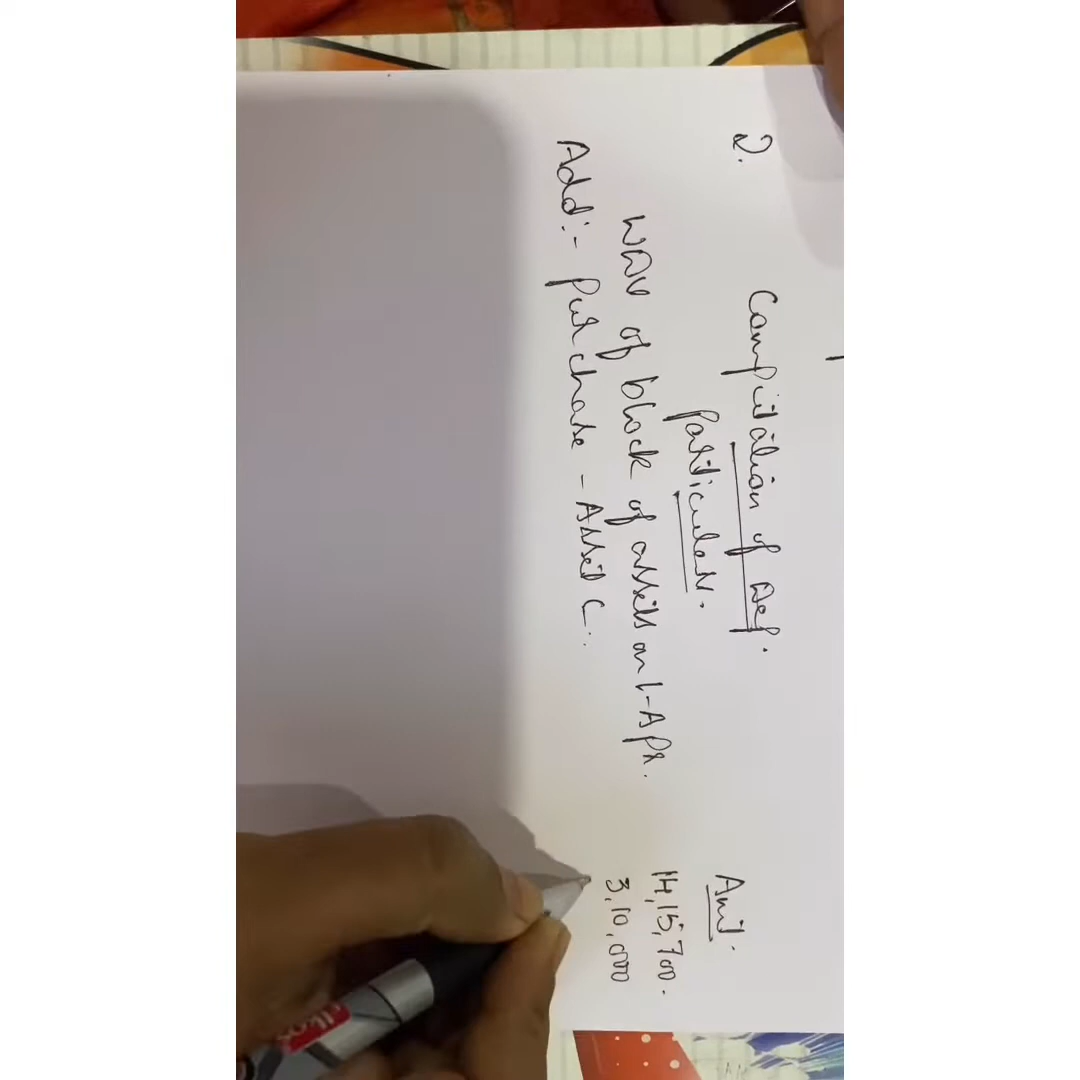 2.
Computation of Dep.
Particulars. Amt.
WDV of block of assets on 1-Apr. 14,15,700.
Add:- Purchase - Asset C. 3,10,000